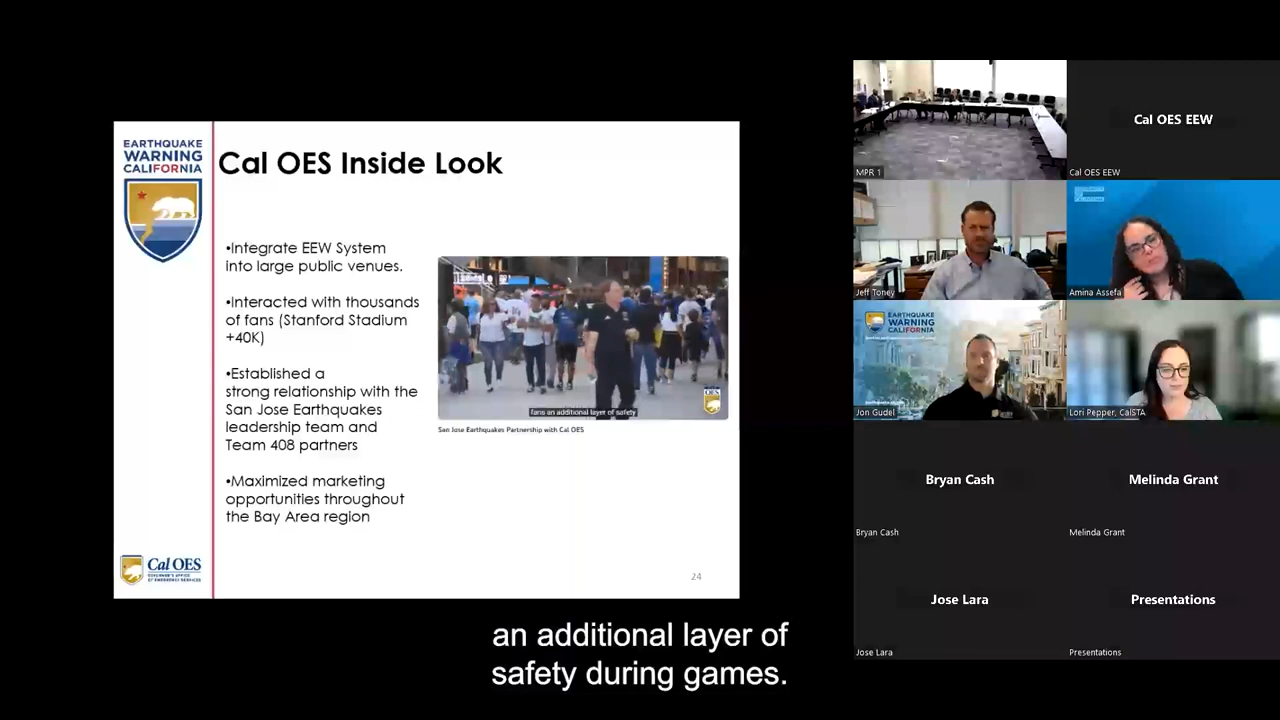 EARTHQUAKE
WARNING
CALIFORNIA
Cal OES Inside Look
•Integrate EEW System
into large public venues.
•Interacted with thousands
of fans (Stanford Stadium
+40K)
•Established a
strong relationship with the
San Jose Earthquakes
leadership team and
Team 408 partners
•Maximized marketing
opportunities throughout
the Bay Area region
fans an additional layer of safety
OES
San Jose Earthquakes Partnership with Cal OES
Cal OES
GOVERNOR'S OFFICE
OF EMERGENCY SERVICES
24
an additional layer of
safety during games.
MPR 1
Cal OES EEW
Cal OES EEW
Jeff Toney
Amina Assefa
EARTHQUAKE
WARNING
CALIFORNIA
Jon Gudel
Lori Pepper, CalSTA
Bryan Cash
Bryan Cash
Melinda Grant
Melinda Grant
Jose Lara
Jose Lara
Presentations
Presentations